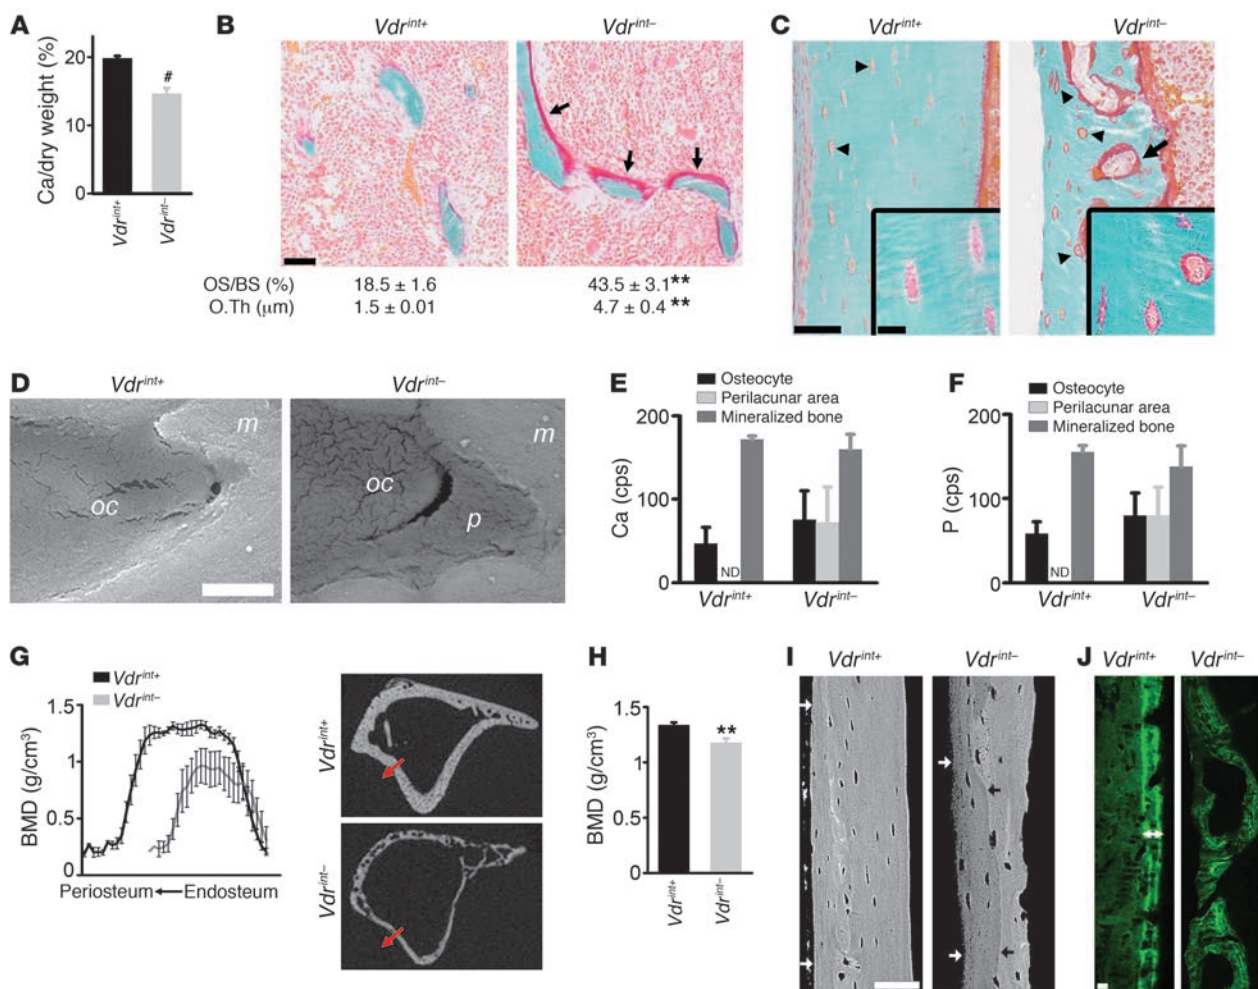 A
Ca/dry weight (%)
20
10
0
#
Vdr^int+
Vdr^int–
B
Vdr^int+
Vdr^int–
OS/BS (%) 18.5 ± 1.6 43.5 ± 3.1**
O.Th (μm) 1.5 ± 0.01 4.7 ± 0.4**
C
Vdr^int+
Vdr^int–
D
Vdr^int+
Vdr^int–
m
oc
m
oc
p
E
Osteocyte
Perilacunar area
Mineralized bone
Ca (cps)
200
100
0
ND
Vdr^int+
Vdr^int–
F
Osteocyte
Perilacunar area
Mineralized bone
P (cps)
200
100
0
ND
Vdr^int+
Vdr^int–
G
Vdr^int+
Vdr^int–
BMD (g/cm³)
1.5
1
0.5
0
Periosteum ← Endosteum
Vdr^int+
Vdr^int–
H
BMD (g/cm³)
1.5
1
0.5
0
**
Vdr^int+
Vdr^int–
I
Vdr^int+
Vdr^int–
J
Vdr^int+
Vdr^int–